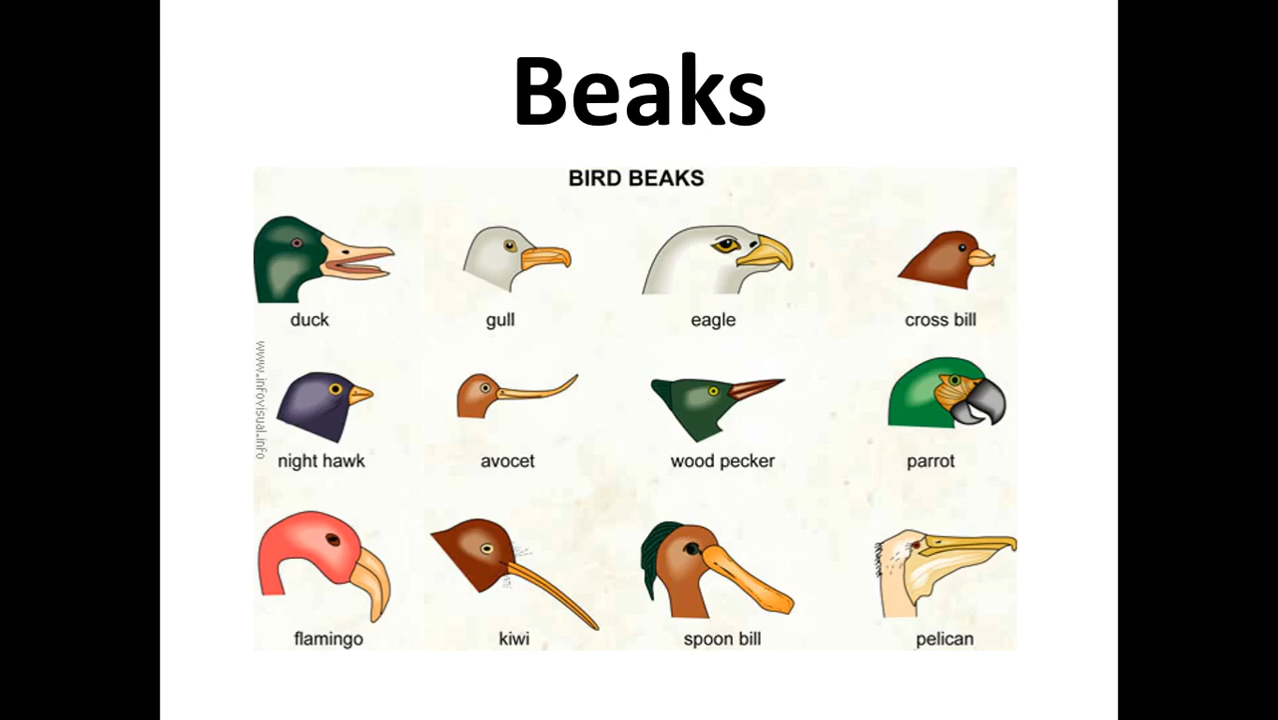 Beaks
BIRD BEAKS
duck
gull
eagle
cross bill
www.infovisual.info
night hawk
avocet
wood pecker
parrot
flamingo
kiwi
spoon bill
pelican